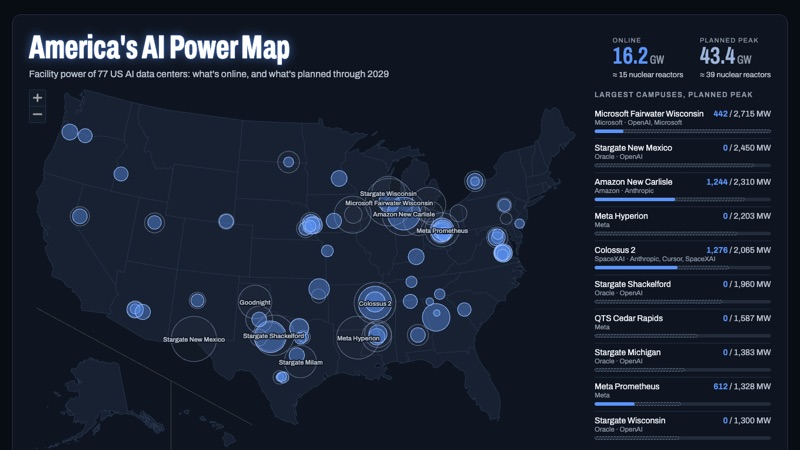 America's AI Power Map
Facility power of 77 US AI data centers: what's online, and what's planned through 2029
ONLINE
16.2 GW
≈ 15 nuclear reactors
PLANNED PEAK
43.4 GW
≈ 39 nuclear reactors
+
−
Stargate Wisconsin
Microsoft Fairwater Wisconsin
Amazon New Carlisle
Meta Prometheus
Goodnight
Colossus 2
Stargate New Mexico
Stargate Shackelford
Meta Hyperion
Stargate Milam
LARGEST CAMPUSES, PLANNED PEAK
Microsoft Fairwater Wisconsin 442 / 2,715 MW
Microsoft · OpenAI, Microsoft
Stargate New Mexico 0 / 2,450 MW
Oracle · OpenAI
Amazon New Carlisle 1,244 / 2,310 MW
Amazon · Anthropic
Meta Hyperion 0 / 2,203 MW
Meta
Colossus 2 1,276 / 2,065 MW
SpaceXAI · Anthropic, Cursor, SpaceXAI
Stargate Shackelford 0 / 1,960 MW
Oracle · OpenAI
QTS Cedar Rapids 0 / 1,587 MW
Meta
Stargate Michigan 0 / 1,383 MW
Oracle · OpenAI
Meta Prometheus 612 / 1,328 MW
Meta
Stargate Wisconsin 0 / 1,300 MW
Oracle · OpenAI